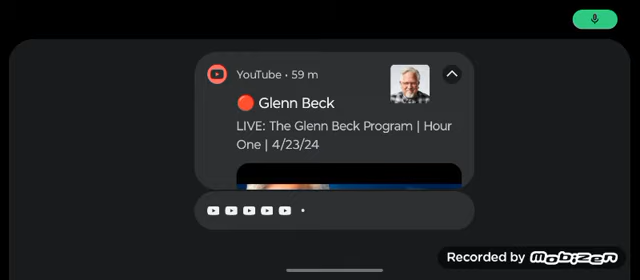 YouTube • 59 m
🔴 Glenn Beck
LIVE: The Glenn Beck Program | Hour
One | 4/23/24
Recorded by Mobizen